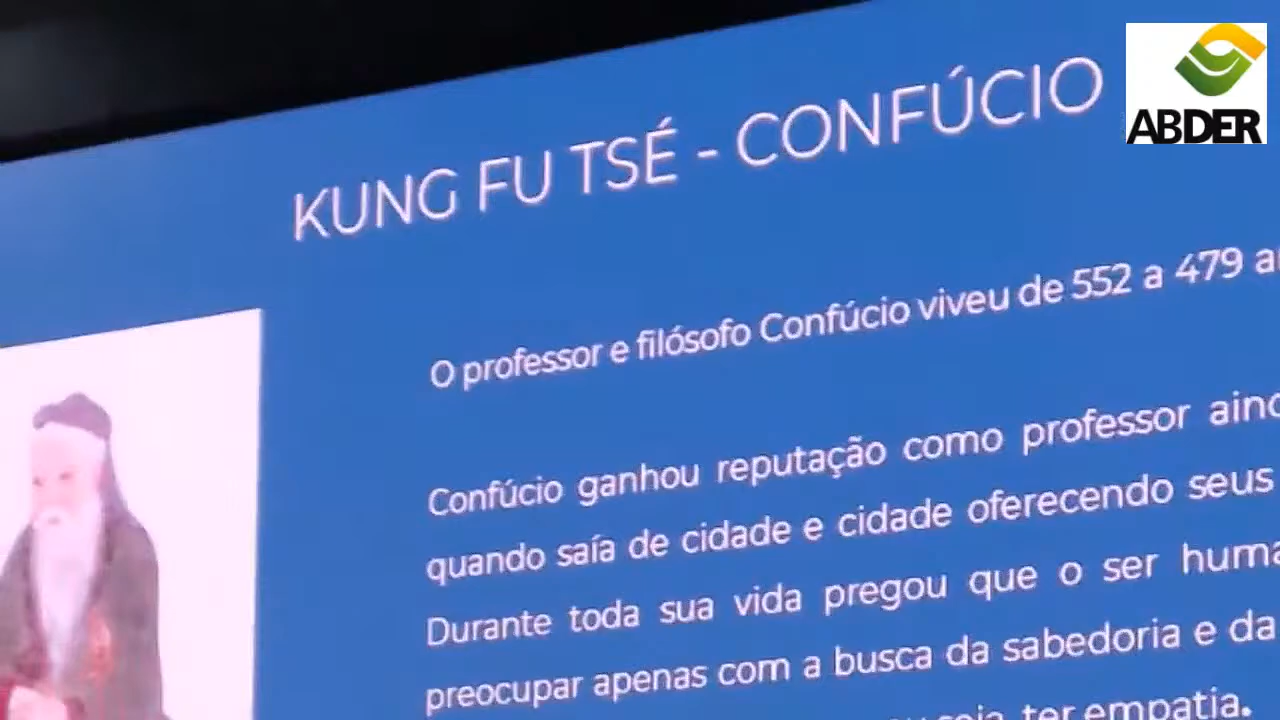 ABDER
KUNG FU TSÉ - CONFÚCIO
O professor e filósofo Confúcio viveu de 552 a 479
Confúcio ganhou reputação como professor
quando saía de cidade e cidade oferecendo seus
Durante toda sua vida pregou que o ser
preocupar apenas com a busca da sabedoria e da
seja, ter empatia.